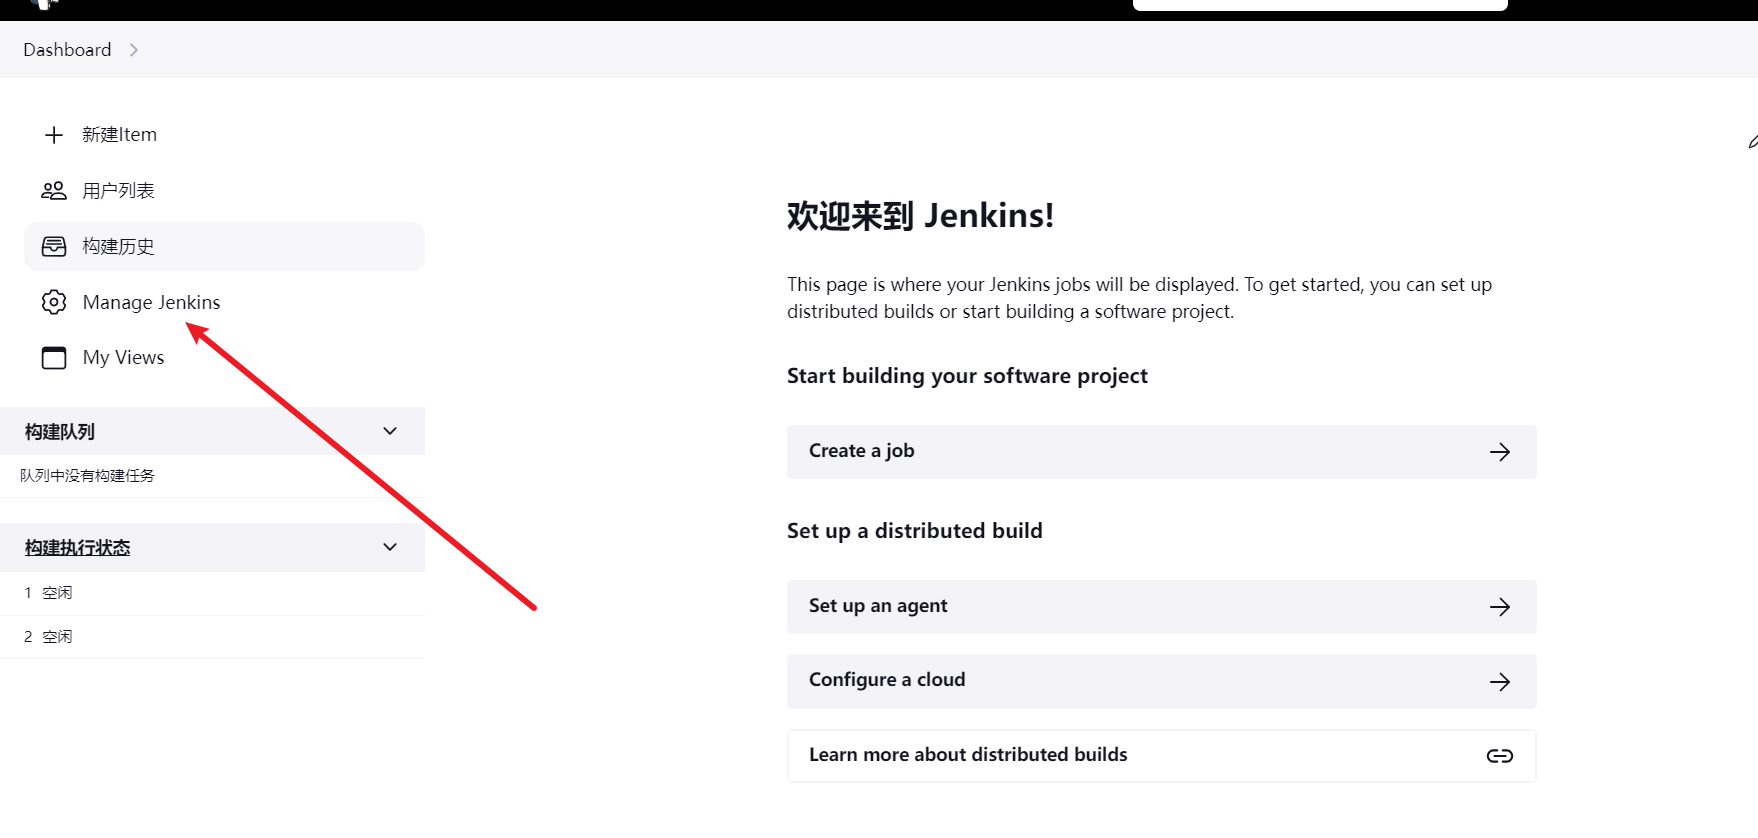 Dashboard
新建Item
用户列表
构建历史
Manage Jenkins
My Views
构建队列
队列中没有构建任务
构建执行状态
1 空闲
2 空闲
欢迎来到 Jenkins!
This page is where your Jenkins jobs will be displayed. To get started, you can set up
distributed builds or start building a software project.
Start building your software project
Create a job
Set up a distributed build
Set up an agent
Configure a cloud
Learn more about distributed builds